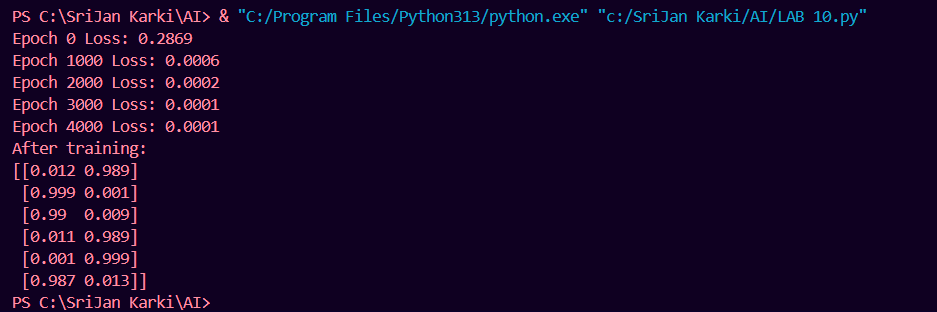 PS C:\SriJan Karki\AI> & "C:/Program Files/Python313/python.exe" "c:/SriJan Karki/AI/LAB 10.py"
Epoch 0 Loss: 0.2869
Epoch 1000 Loss: 0.0006
Epoch 2000 Loss: 0.0002
Epoch 3000 Loss: 0.0001
Epoch 4000 Loss: 0.0001
After training:
[[0.012 0.989]
 [0.999 0.001]
 [0.99  0.009]
 [0.011 0.989]
 [0.001 0.999]
 [0.987 0.013]]
PS C:\SriJan Karki\AI>